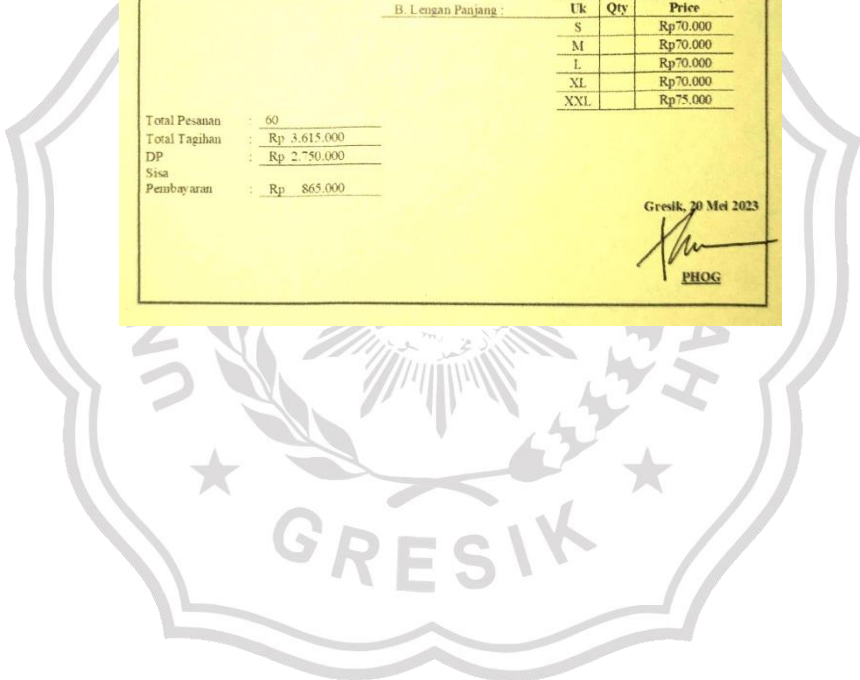 B. Lengan Panjang :
Uk Qty Price
S Rp70.000
M Rp70.000
L Rp70.000
XL Rp70.000
XXL Rp75.000
Total Pesanan : 60
Total Tagihan : Rp 3.615.000
DP : Rp 2.750.000
Sisa
Pembayaran : Rp 865.000
Gresik, 20 Mei 2023
PHOG
GRESIK